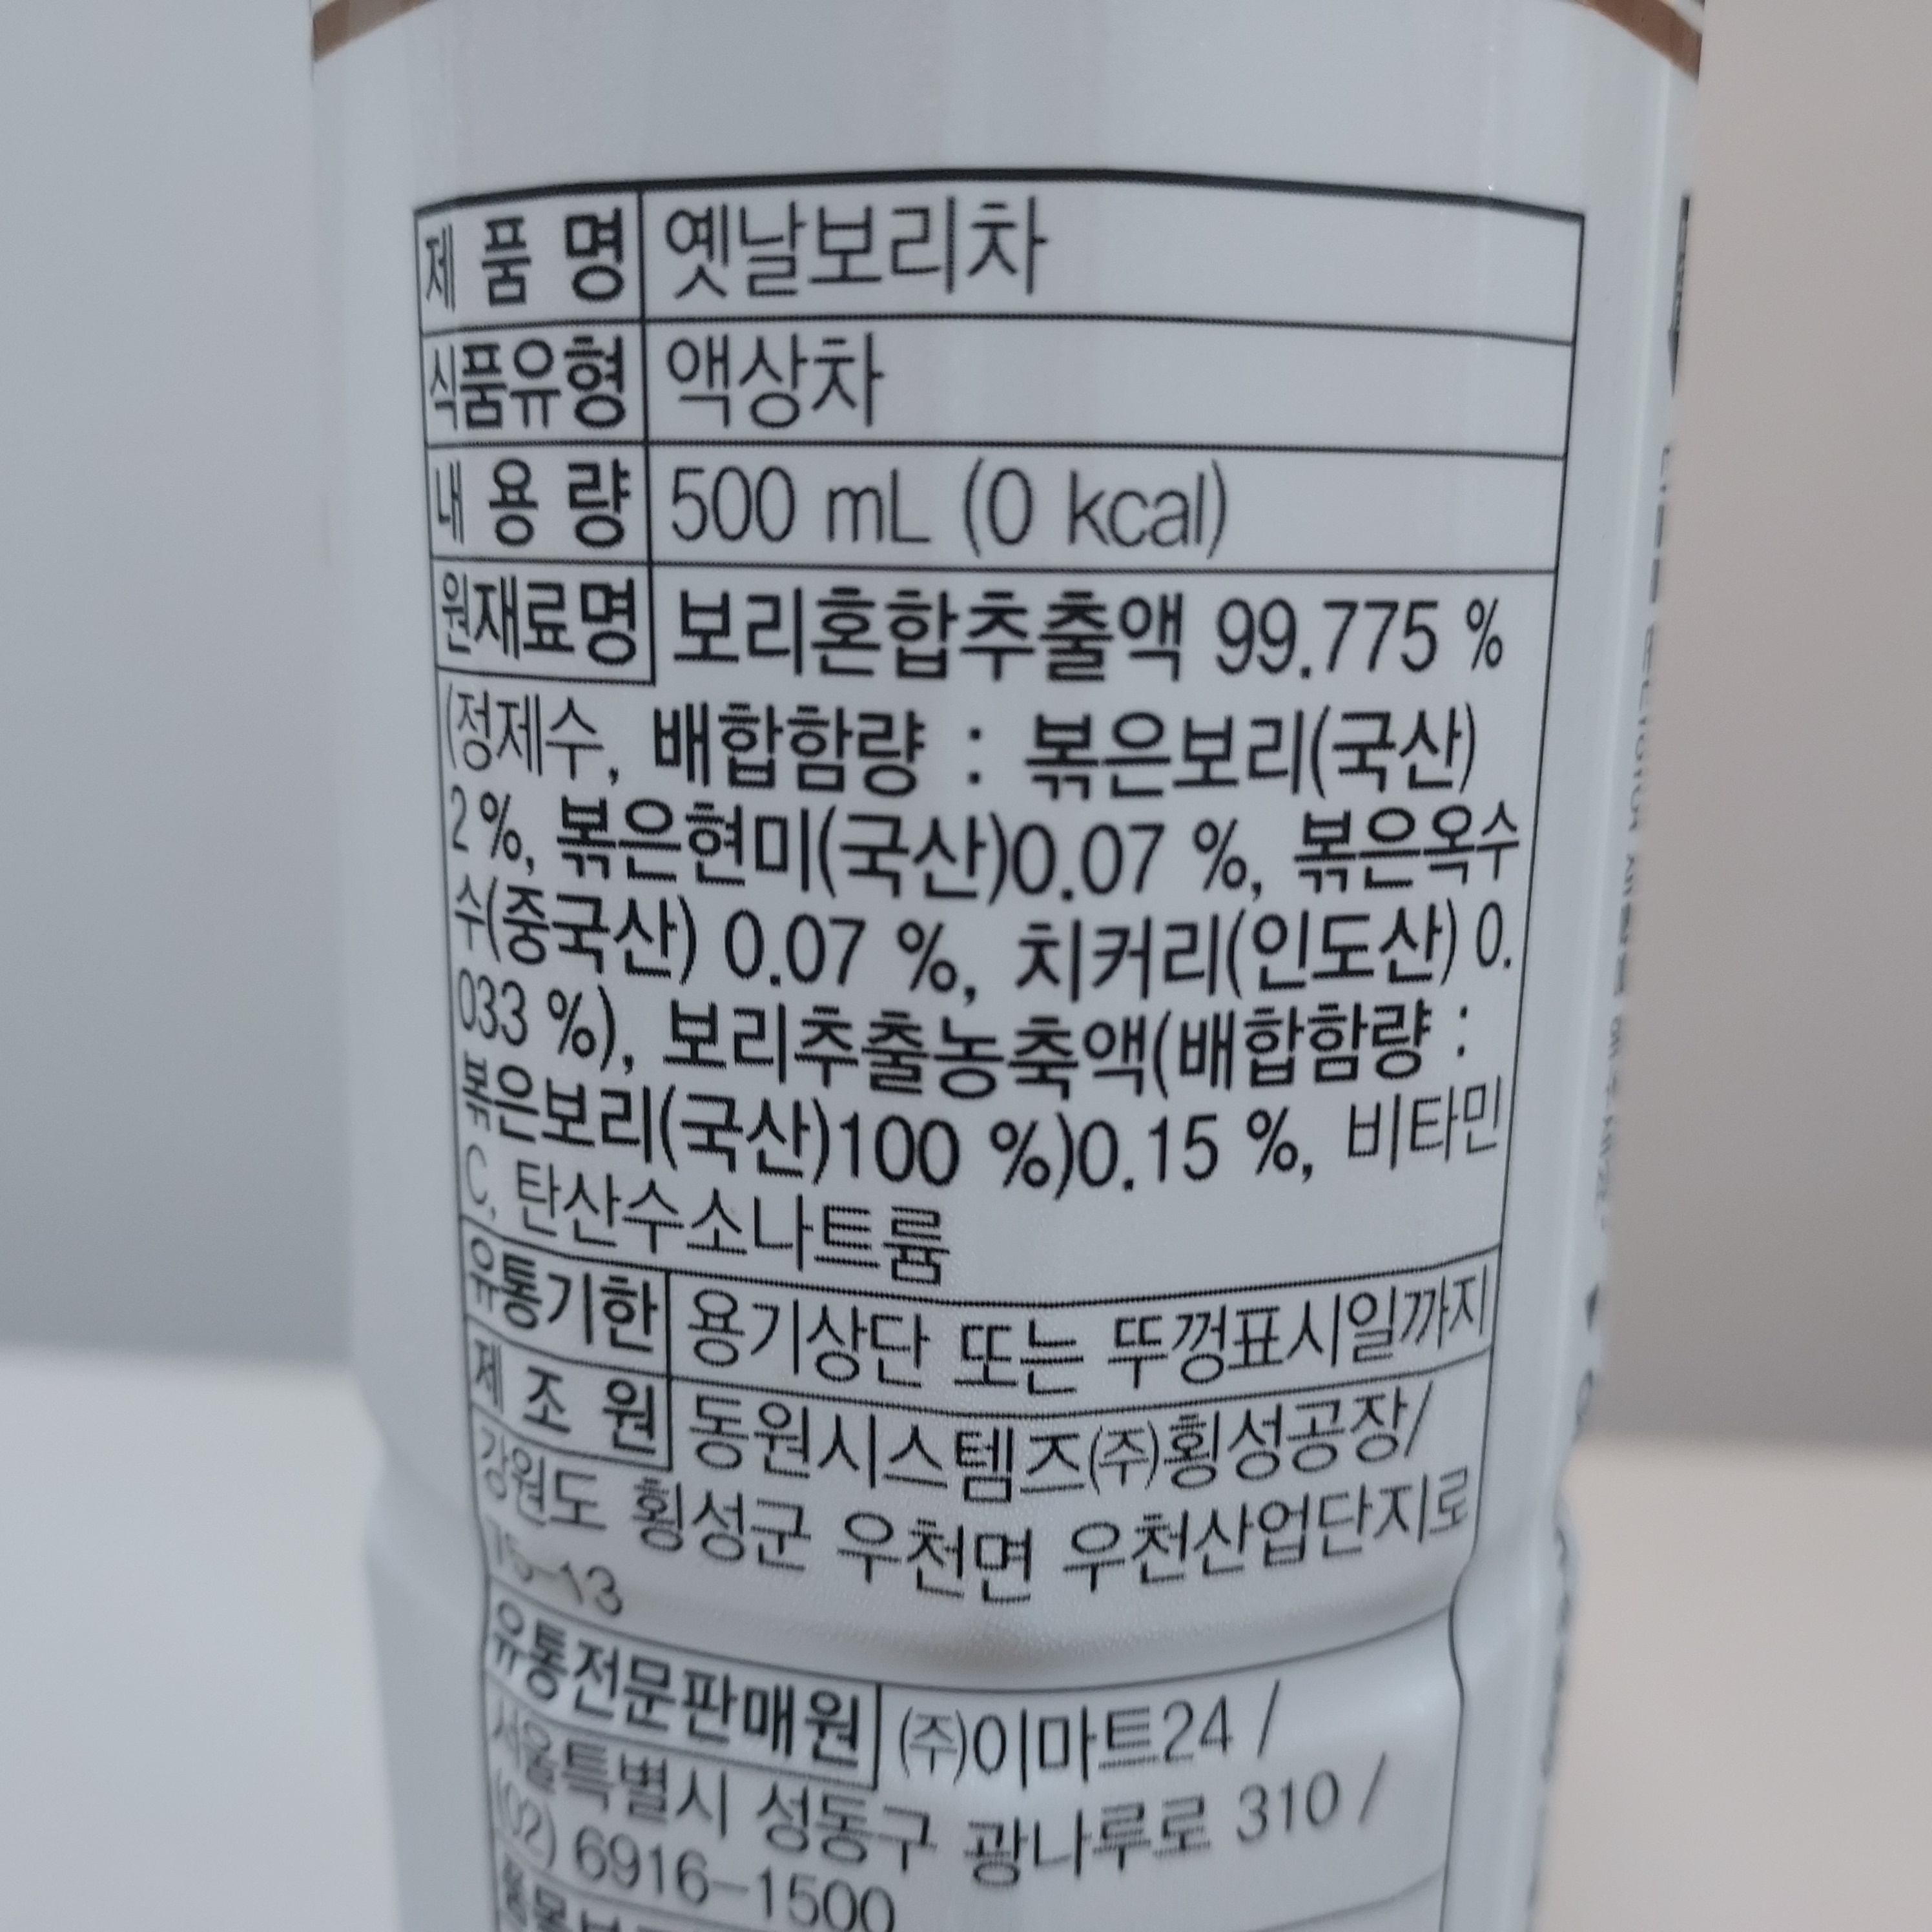 제 품 명 옛날보리차
식품유형 액상차
내 용 량 500 mL (0 kcal)
원재료명 보리혼합추출액 99.775 %
(정제수, 배합함량 : 볶은보리(국산)
2%, 볶은현미(국산)0.07 %, 볶은옥수
수(중국산) 0.07 %, 치커리(인도산) 0.
033 %), 보리추출농축액(배합함량 :
볶은보리(국산)100 %)0.15 %, 비타민
C, 탄산수소나트륨
유통기한 용기상단 또는 뚜껑표시일까지
제 조 원 동원시스템즈㈜횡성공장/
강원도 횡성군 우천면 우천산업단지로
15-13
유통전문판매원 ㈜이마트24 /
서울특별시 성동구 광나루로 310 /
(02) 6916-1500